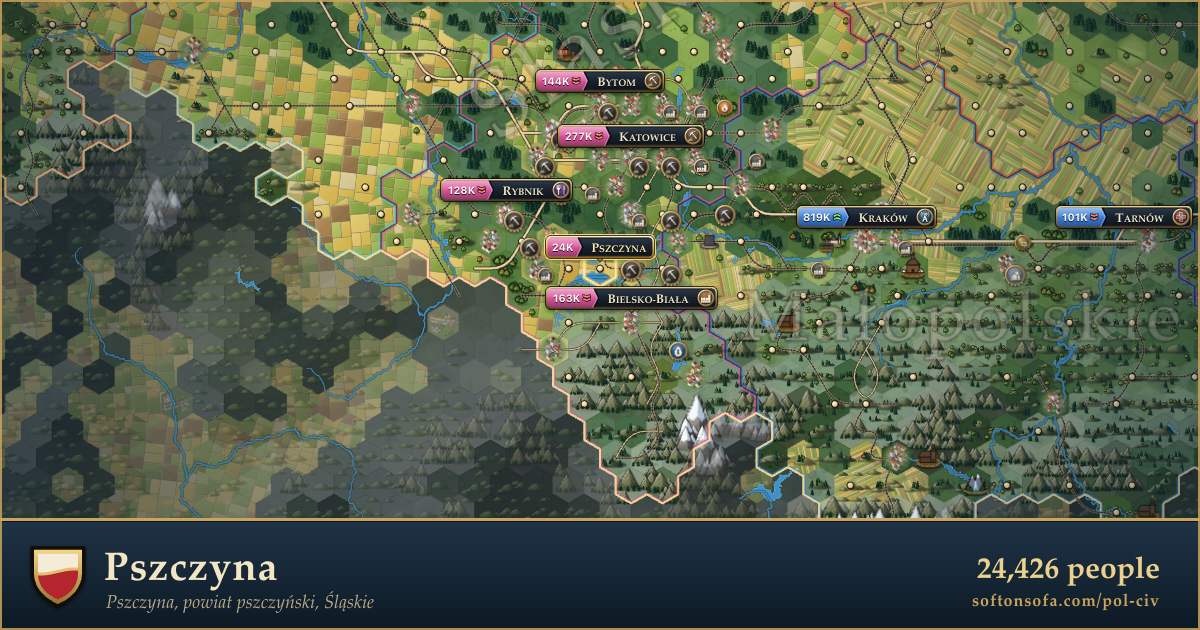 144K BYTOM
277K KATOWICE
128K RYBNIK
819K KRAKÓW
101K TARNÓW
24K PSZCZYNA
163K BIELSKO-BIAŁA
Małopolskie
Pszczyna
24,426 people
Pszczyna, powiat pszczyński, Śląskie
softonsofa.com/pol-civ